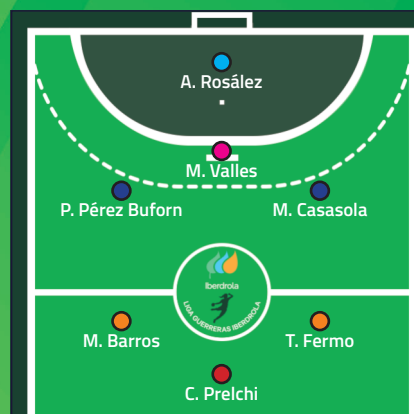 A. Rosález
M. Valles
P. Pérez Buforn
M. Casasola
Iberdrola
LIGA GUERRERAS IBERDROLA
M. Barros
T. Fermo
C. Prelchi